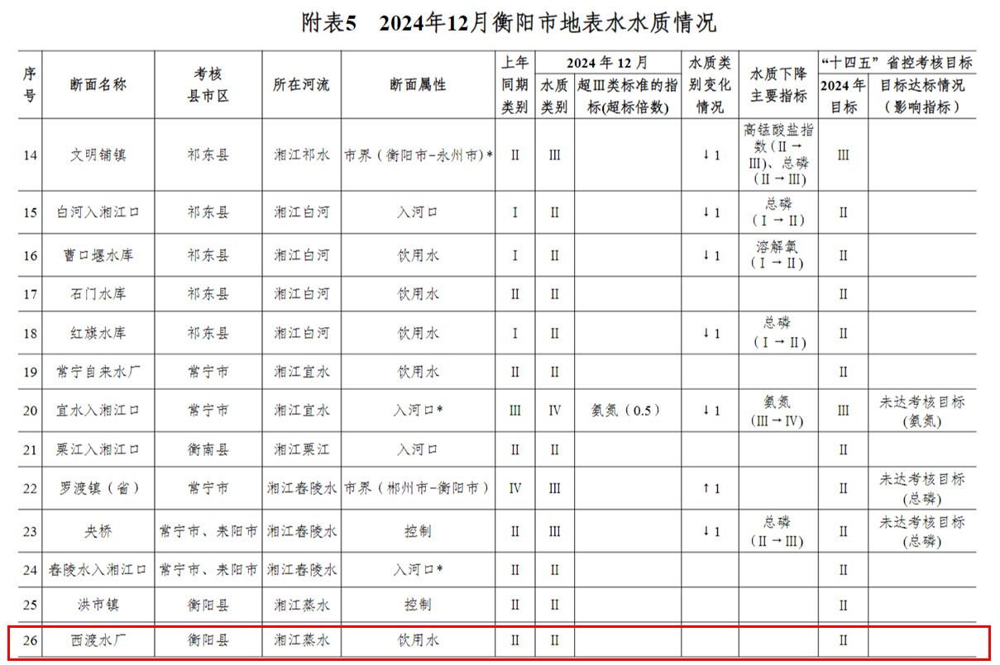 附表5 2024年12月衡阳市地表水水质情况
序号 断面名称 考核县市区 所在河流 断面属性 上年同期类别 2024年12月 水质类别变化情况 水质下降主要指标 “十四五”省控考核目标
水质类别 超Ⅲ类标准的指标(超标倍数) 2024年目标 目标达标情况（影响指标）
14 文明铺镇 祁东县 湘江祁水 市界（衡阳市-永州市)* Ⅱ Ⅲ ↓1 高锰酸盐指数(Ⅱ→Ⅲ)、总磷(Ⅱ→Ⅲ) Ⅲ
15 白河入湘江口 祁东县 湘江白河 入河口 Ⅰ Ⅱ ↓1 总磷(Ⅰ→Ⅱ) Ⅱ
16 曹口堰水库 祁东县 湘江白河 饮用水 Ⅰ Ⅱ ↓1 溶解氧(Ⅰ→Ⅱ) Ⅱ
17 石门水库 祁东县 湘江白河 饮用水 Ⅱ Ⅱ Ⅱ
18 红旗水库 祁东县 湘江白河 饮用水 Ⅰ Ⅱ ↓1 总磷(Ⅰ→Ⅱ) Ⅱ
19 常宁自来水厂 常宁市 湘江宜水 饮用水 Ⅱ Ⅱ Ⅱ
20 宜水入湘江口 常宁市 湘江宜水 入河口* Ⅲ Ⅳ 氨氮（0.5） ↓1 氨氮(Ⅲ→Ⅳ) Ⅲ 未达考核目标(氨氮)
21 栗江入湘江口 衡南县 湘江栗江 入河口 Ⅱ Ⅱ Ⅱ
22 罗渡镇（省） 常宁市 湘江舂陵水 市界（郴州市-衡阳市） Ⅳ Ⅲ ↑1 Ⅱ 未达考核目标(总磷)
23 央桥 常宁市、耒阳市 湘江舂陵水 控制 Ⅱ Ⅲ ↓1 总磷(Ⅱ→Ⅲ) Ⅱ 未达考核目标(总磷)
24 舂陵水入湘江口 常宁市、耒阳市 湘江舂陵水 入河口* Ⅱ Ⅱ Ⅱ
25 洪市镇 衡阳县 湘江蒸水 控制 Ⅱ Ⅱ Ⅱ
26 西渡水厂 衡阳县 湘江蒸水 饮用水 Ⅱ Ⅱ Ⅱ